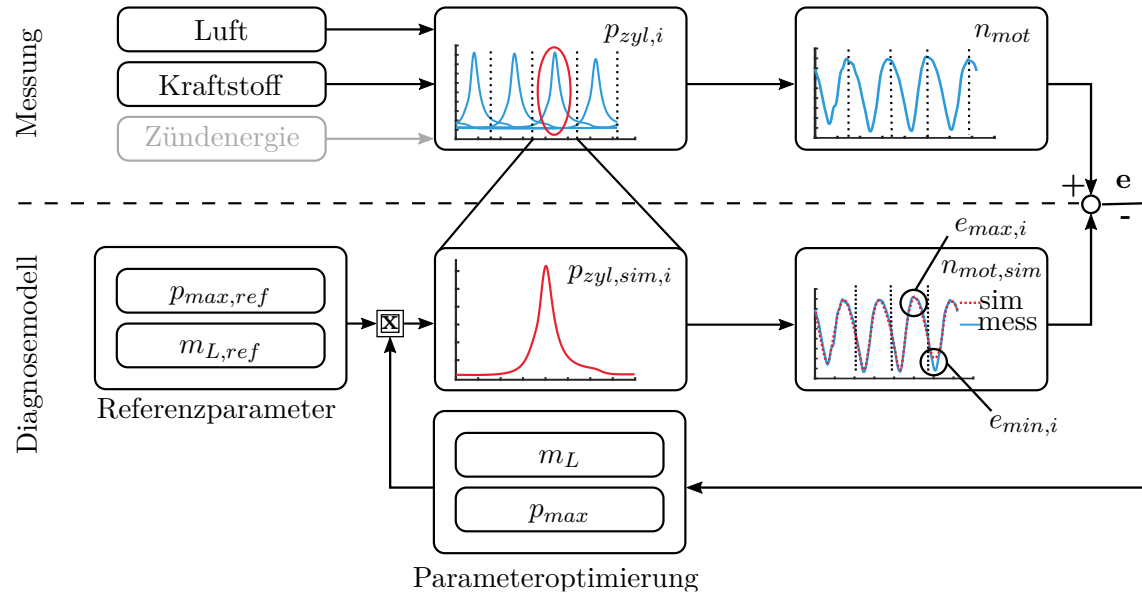 Messung
Luft
Kraftstoff
Zündenergie
p_{zyl,i}
n_{mot}
+
e
-
Diagnosemodell
p_{max,ref}
m_{L,ref}
Referenzparameter
x
p_{zyl,sim,i}
e_{max,i}
n_{mot,sim}
sim
mess
e_{min,i}
m_L
p_{max}
Parameteroptimierung